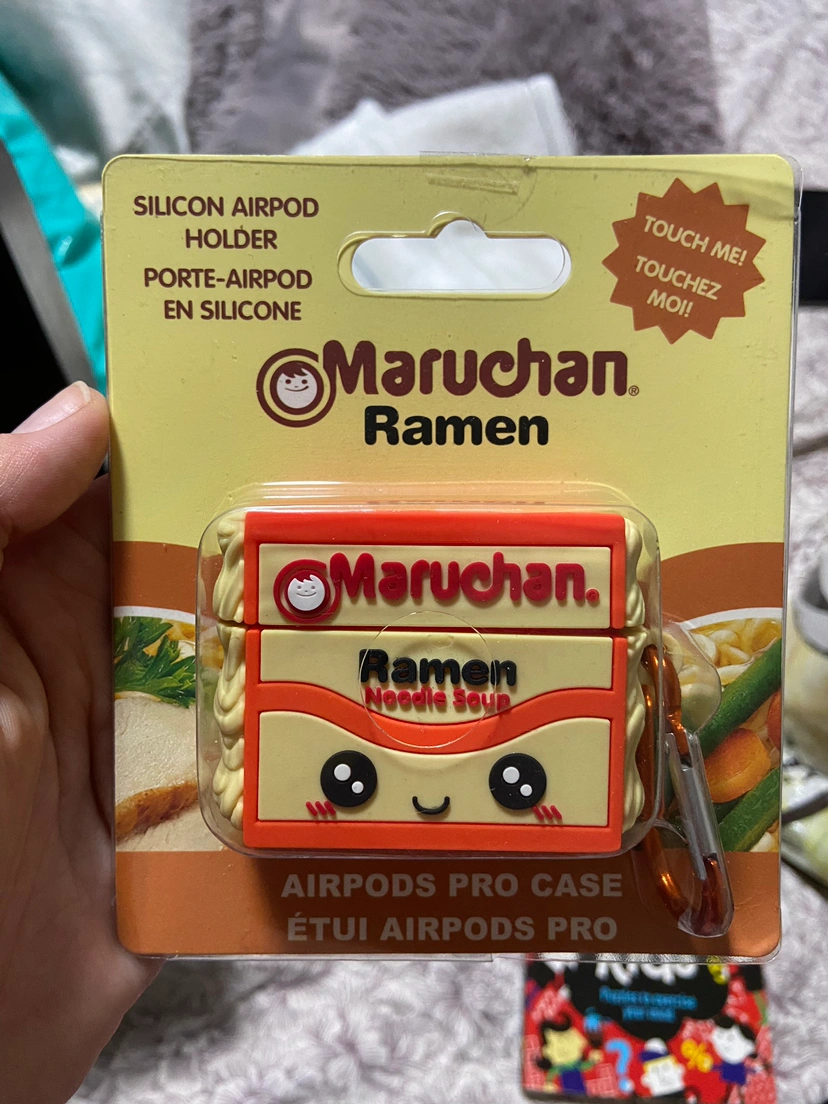 SILICON AIRPOD
HOLDER
PORTE-AIRPOD
EN SILICONE
TOUCH ME!
TOUCHEZ
MOI!
Maruchan®
Ramen
Maruchan®
Ramen
Noodle Soup
AIRPODS PRO CASE
ÉTUI AIRPODS PRO
?
%